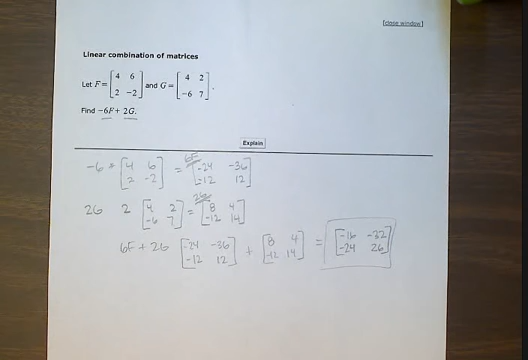 [close window]
Linear combination of matrices
Let F = [4 6; 2 -2] and G = [4 2; -6 7].
Find -6F + 2G.
Explain
-6 * [4 6; 2 -2] = 6F [-24 -36; -12 12]
2G 2 [4 2; -6 7] = 2G [8 4; -12 14]
6F + 2G [-24 -36; -12 12] + [8 4; -12 14] = [-16 -32; -24 26]